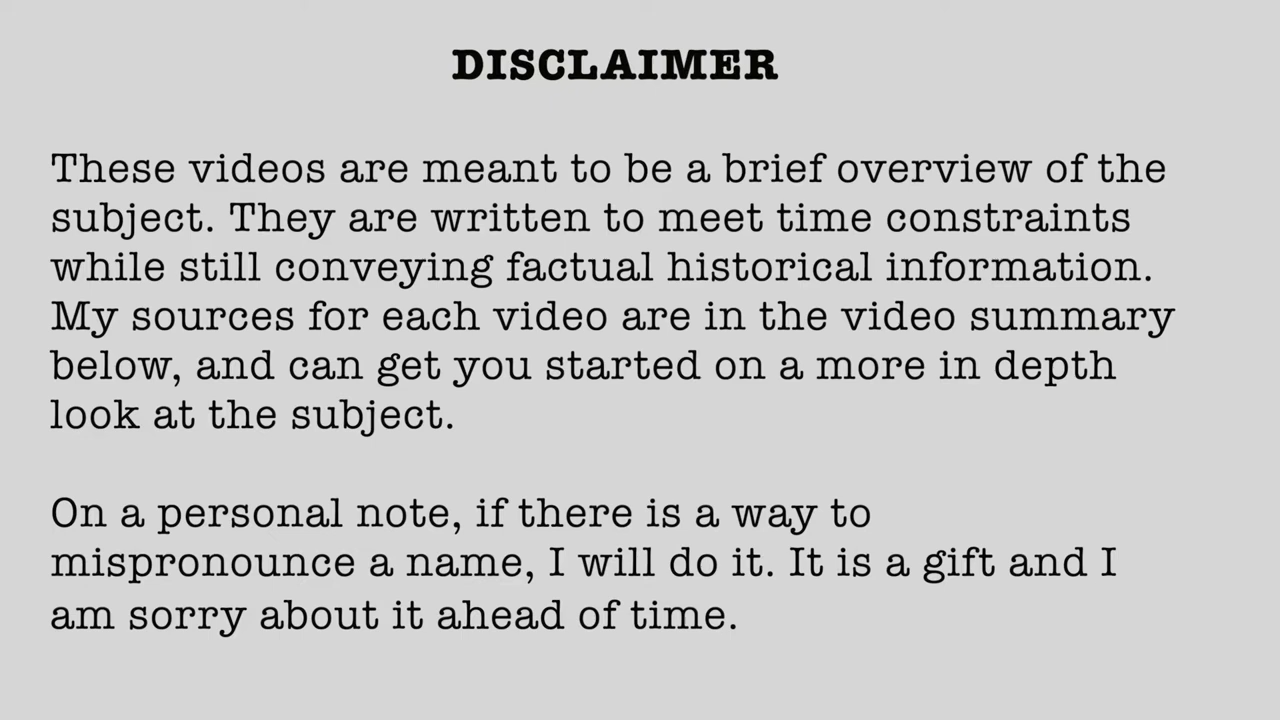 DISCLAIMER
These videos are meant to be a brief overview of the
subject. They are written to meet time constraints
while still conveying factual historical information.
My sources for each video are in the video summary
below, and can get you started on a more in depth
look at the subject.
On a personal note, if there is a way to
mispronounce a name, I will do it. It is a gift and I
am sorry about it ahead of time.